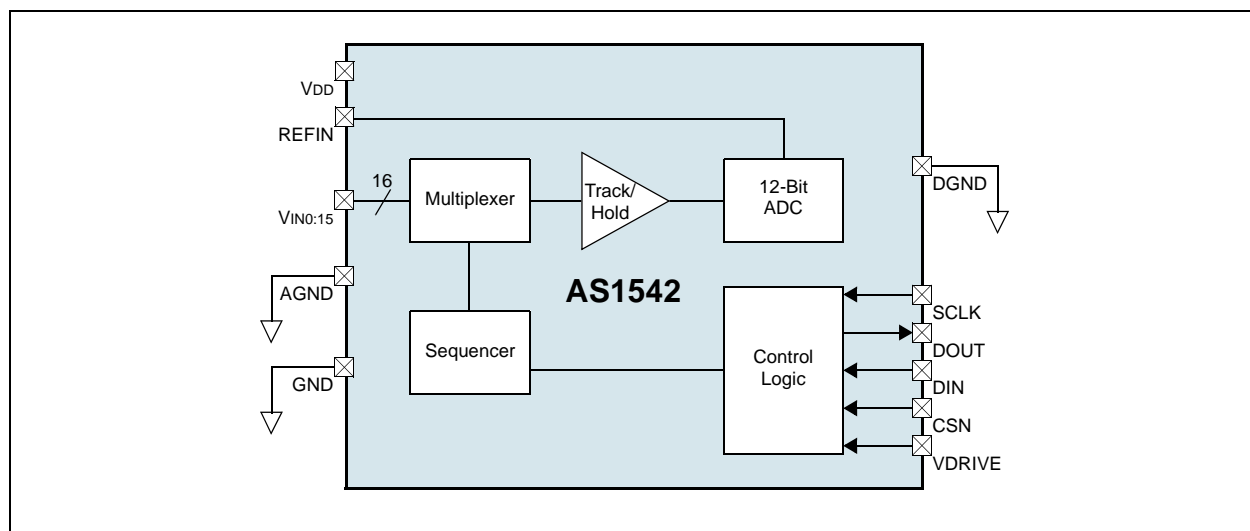 VDD
REFIN
16
VIN0:15
Multiplexer
Track/
Hold
12-Bit
ADC
DGND
AGND
AS1542
SCLK
DOUT
Sequencer
Control
Logic
DIN
GND
CSN
VDRIVE